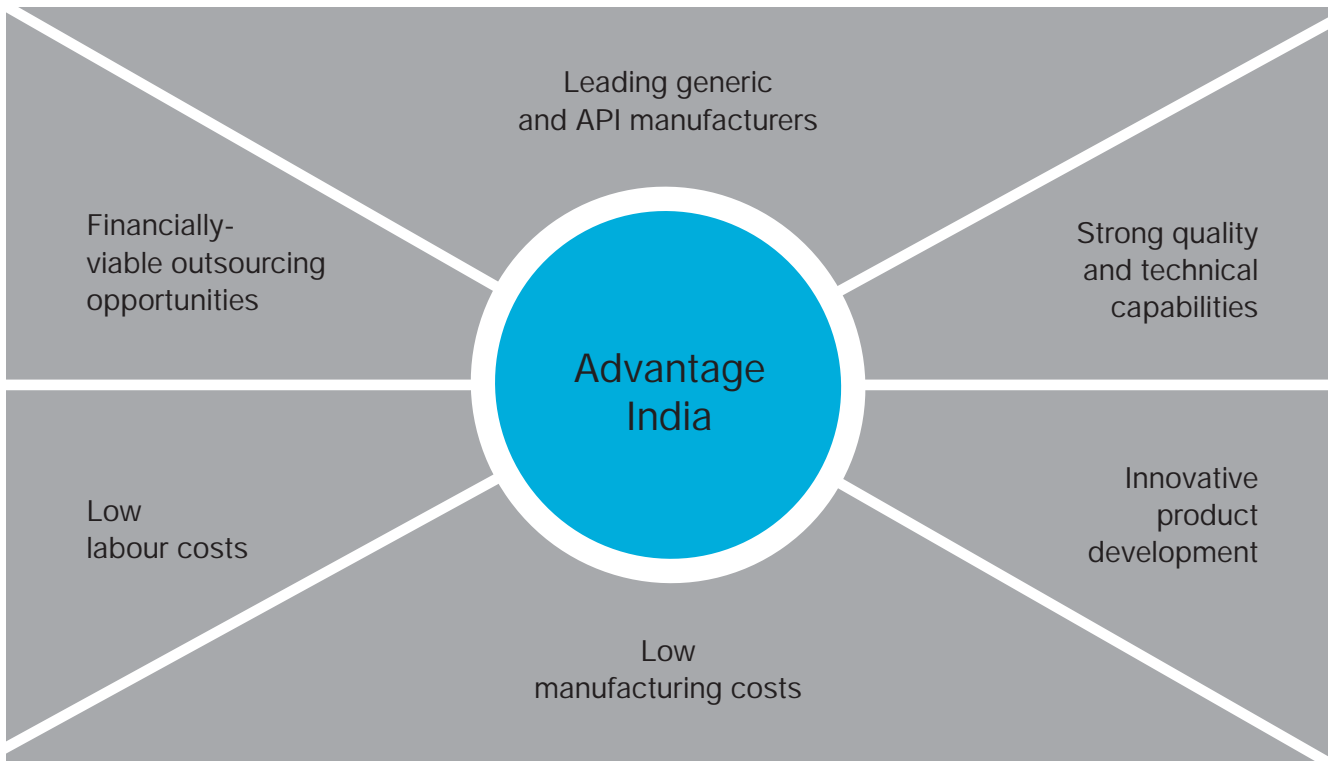 Leading generic
and API manufacturers
Financially-
viable outsourcing
opportunities
Strong quality
and technical
capabilities
Advantage
India
Low
labour costs
Innovative
product
development
Low
manufacturing costs